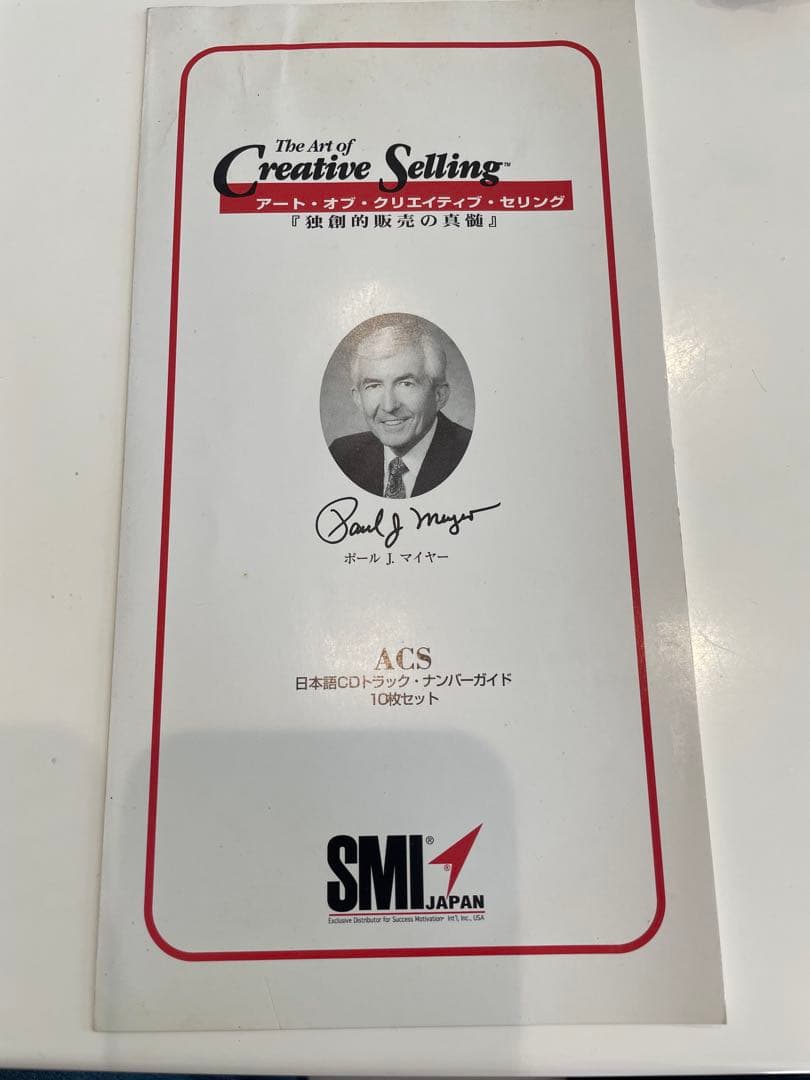 The Art of
Creative Selling™
アート・オブ・クリエイティブ・セリング
『独創的販売の真髄』
Paul J Meyer
ポール J. マイヤー
ACS
日本語CDトラック・ナンバーガイド
10枚セット
SMI®
®
JAPAN
Exclusive Distributor for Success Motivation® Int'l, Inc., USA